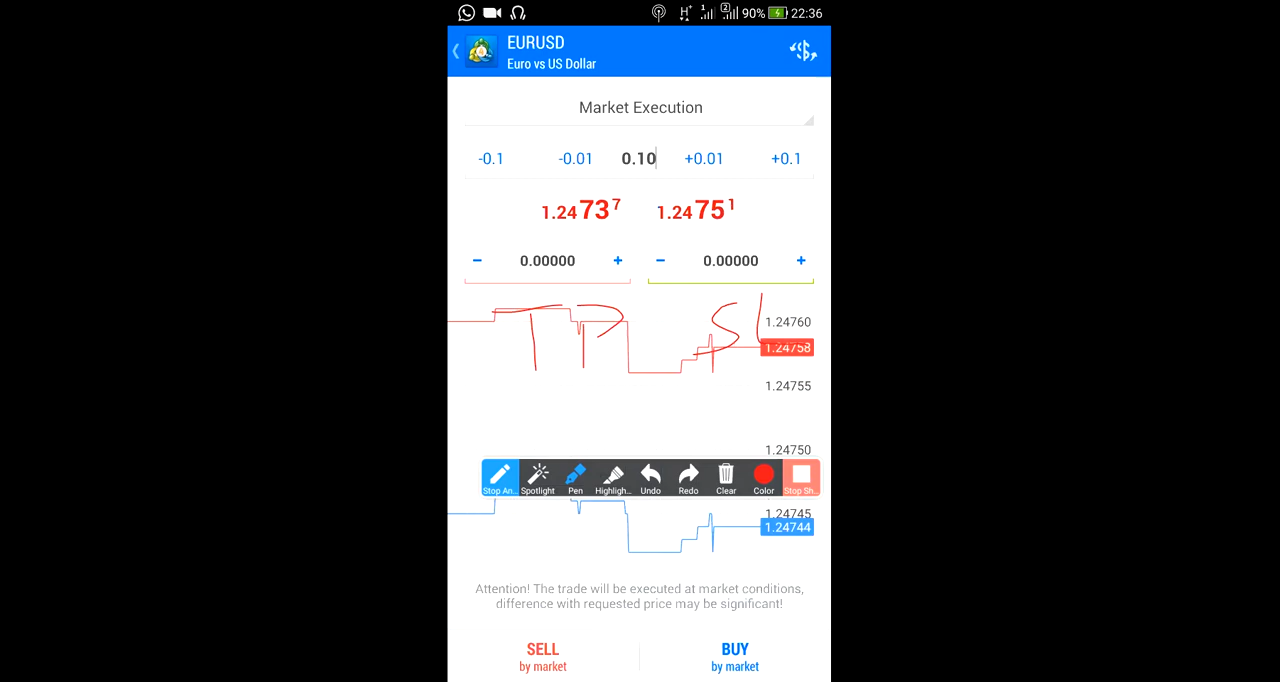 90% 22:36
EURUSD
Euro vs US Dollar
Market Execution
-0.1 -0.01 0.10 +0.01 +0.1
1.24737 1.24751
- 0.00000 + - 0.00000 +
TP SL
1.24760
1.24758
1.24755
1.24750
Stop An... Spotlight Pen Highligh... Undo Redo Clear Color Stop Sh...
1.24745
1.24744
Attention! The trade will be executed at market conditions,
difference with requested price may be significant!
SELL BUY
by market by market